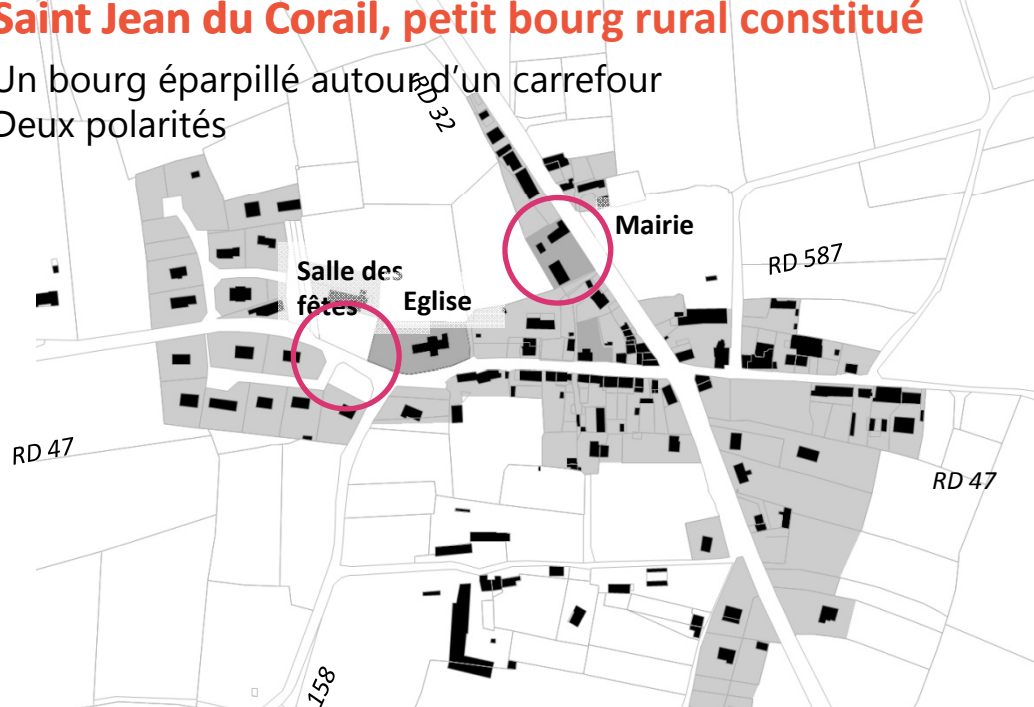 Saint Jean du Corail, petit bourg rural constitué
Un bourg éparpillé autour d'un carrefour
Deux polarités
RD 32
Mairie
RD 587
Salle des
fêtes
Eglise
RD 47
RD 47
158